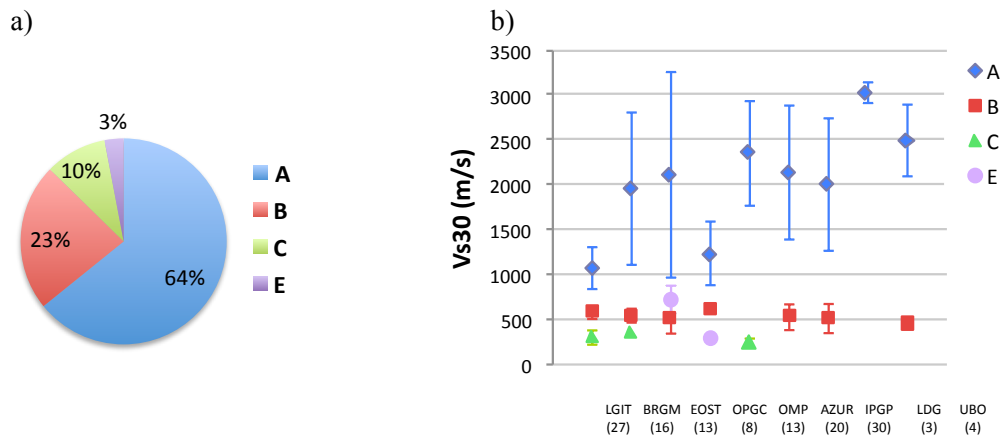 a)
3%
10%
23%
64%
A
B
C
E
b)
Vs30 (m/s)
3500
3000
2500
2000
1500
1000
500
0
A
B
C
E
LGIT BRGM EOST OPGC OMP AZUR IPGP LDG UBO
(27) (16) (13) (8) (13) (20) (30) (3) (4)